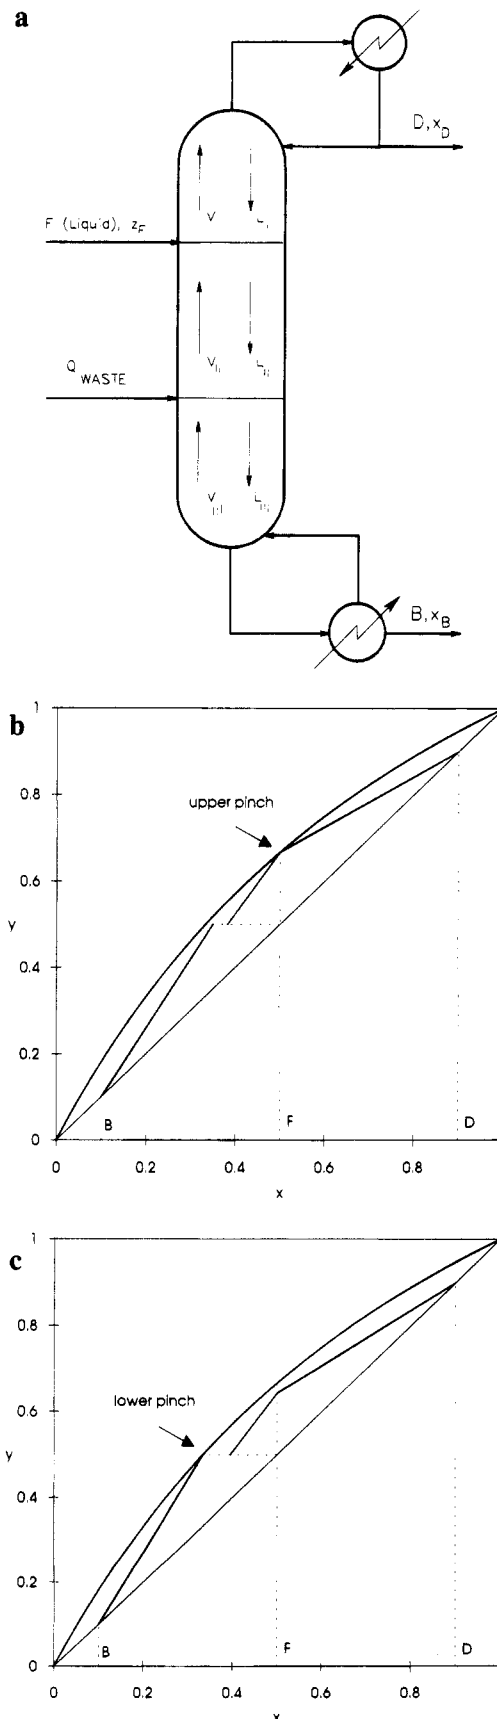 a
D, x_D
F (Liquid), z_F
V L_I
Q WASTE
V_II L_II
V_III L_III
B, x_B
b
1
0.8
upper pinch
0.6
y
0.4
0.2
B F D
0
0 0.2 0.4 0.6 0.8
x
c
1
0.8
0.6
lower pinch
y
0.4
0.2
B F D
0
0 0.2 0.4 0.6 0.8
x